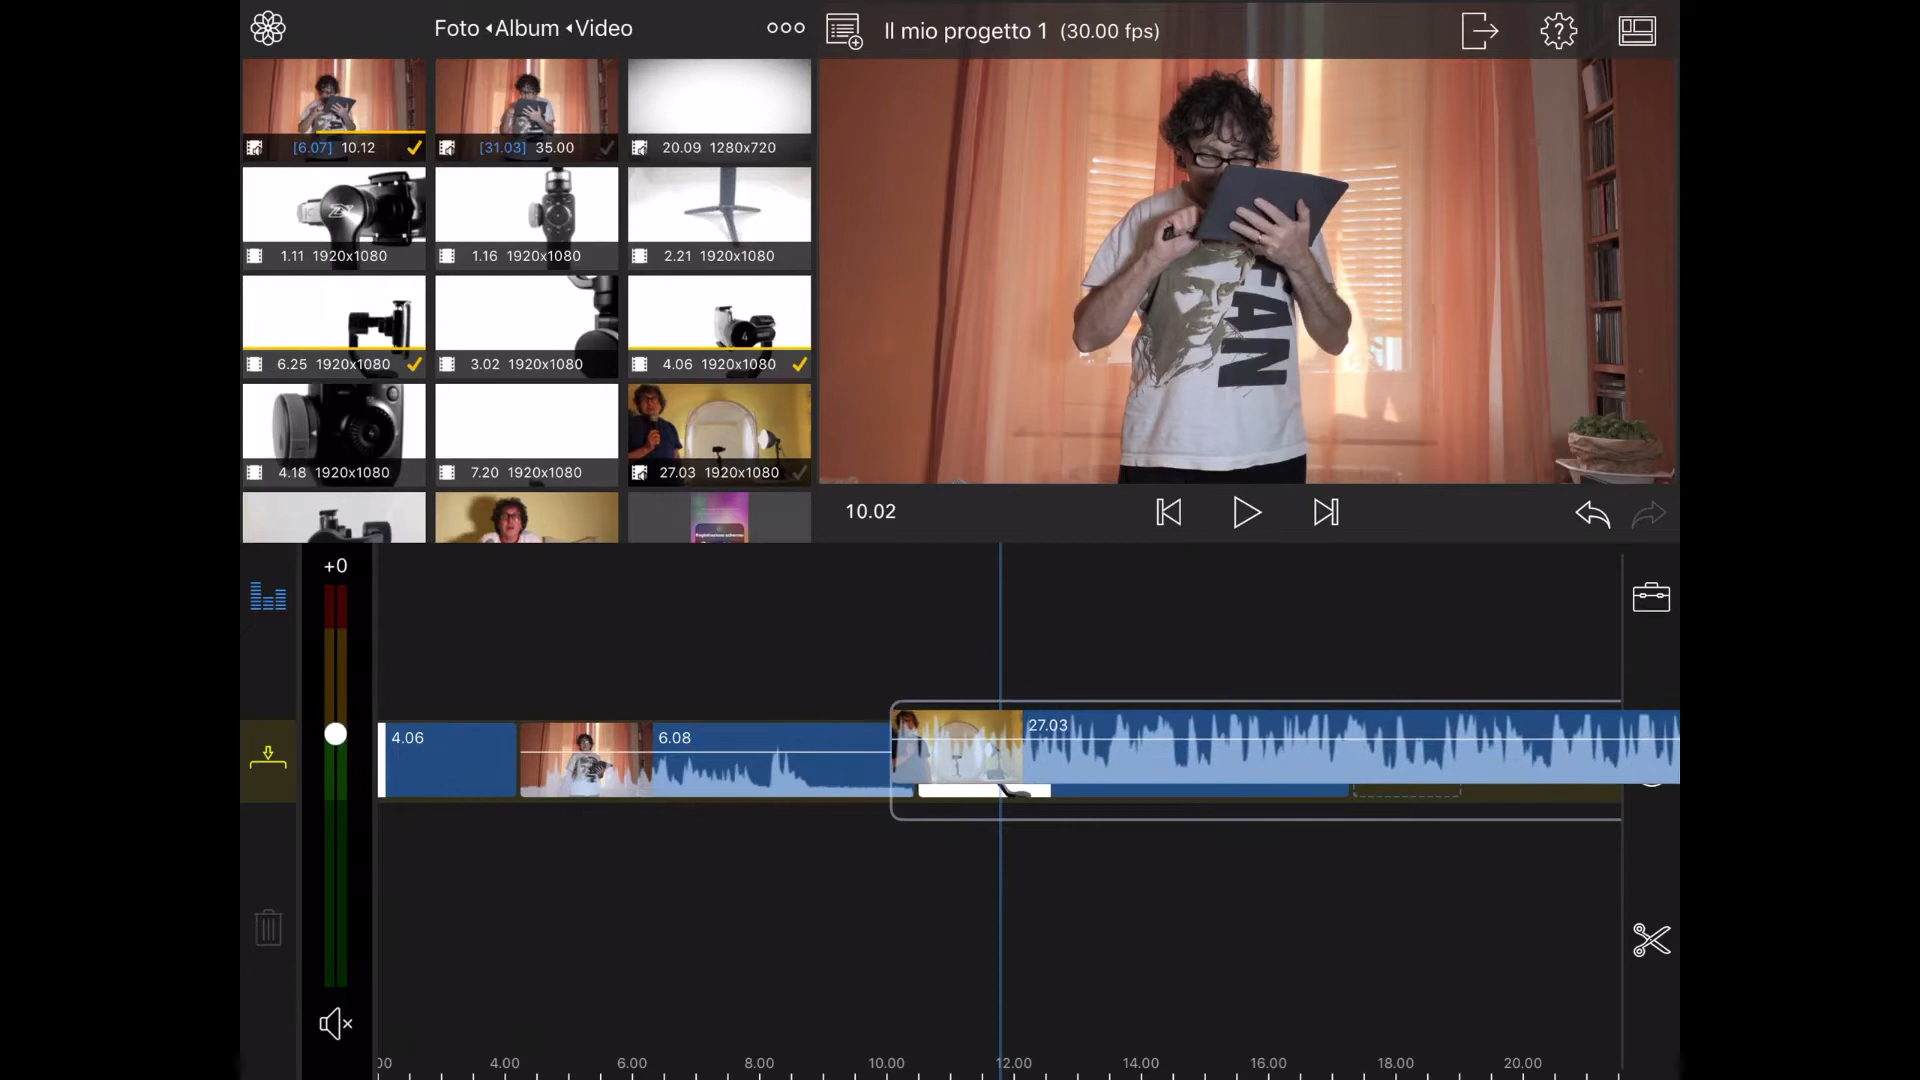 Foto Album Video
Il mio progetto 1 (30.00 fps)
[6.07] 10.12
[31.03] 35.00
20.09 1280x720
1.11 1920x1080
1.16 1920x1080
2.21 1920x1080
6.25 1920x1080
3.02 1920x1080
4
4.06 1920x1080
4.18 1920x1080
7.20 1920x1080
27.03 1920x1080
FAN
10.02
+0
4.06
6.08
27.03
00 4.00 6.00 8.00 10.00 12.00 14.00 16.00 18.00 20.00